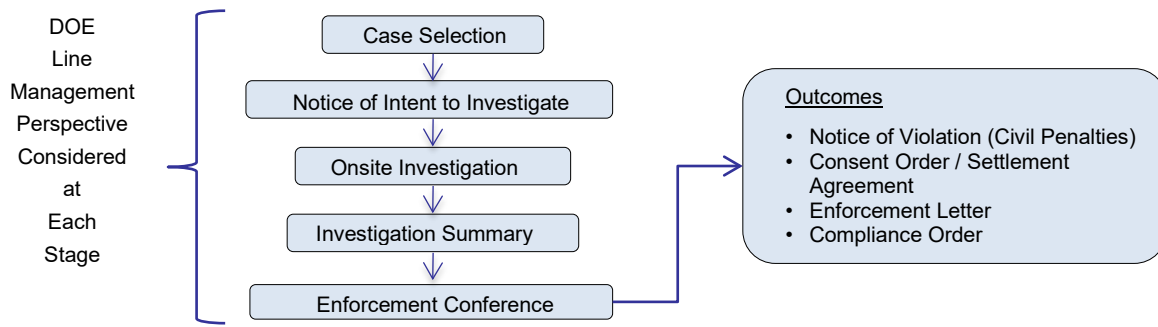 DOE
Line
Management
Perspective
Considered
at
Each
Stage
Case Selection
Notice of Intent to Investigate
Onsite Investigation
Investigation Summary
Enforcement Conference
Outcomes
• Notice of Violation (Civil Penalties)
• Consent Order / Settlement
Agreement
• Enforcement Letter
• Compliance Order